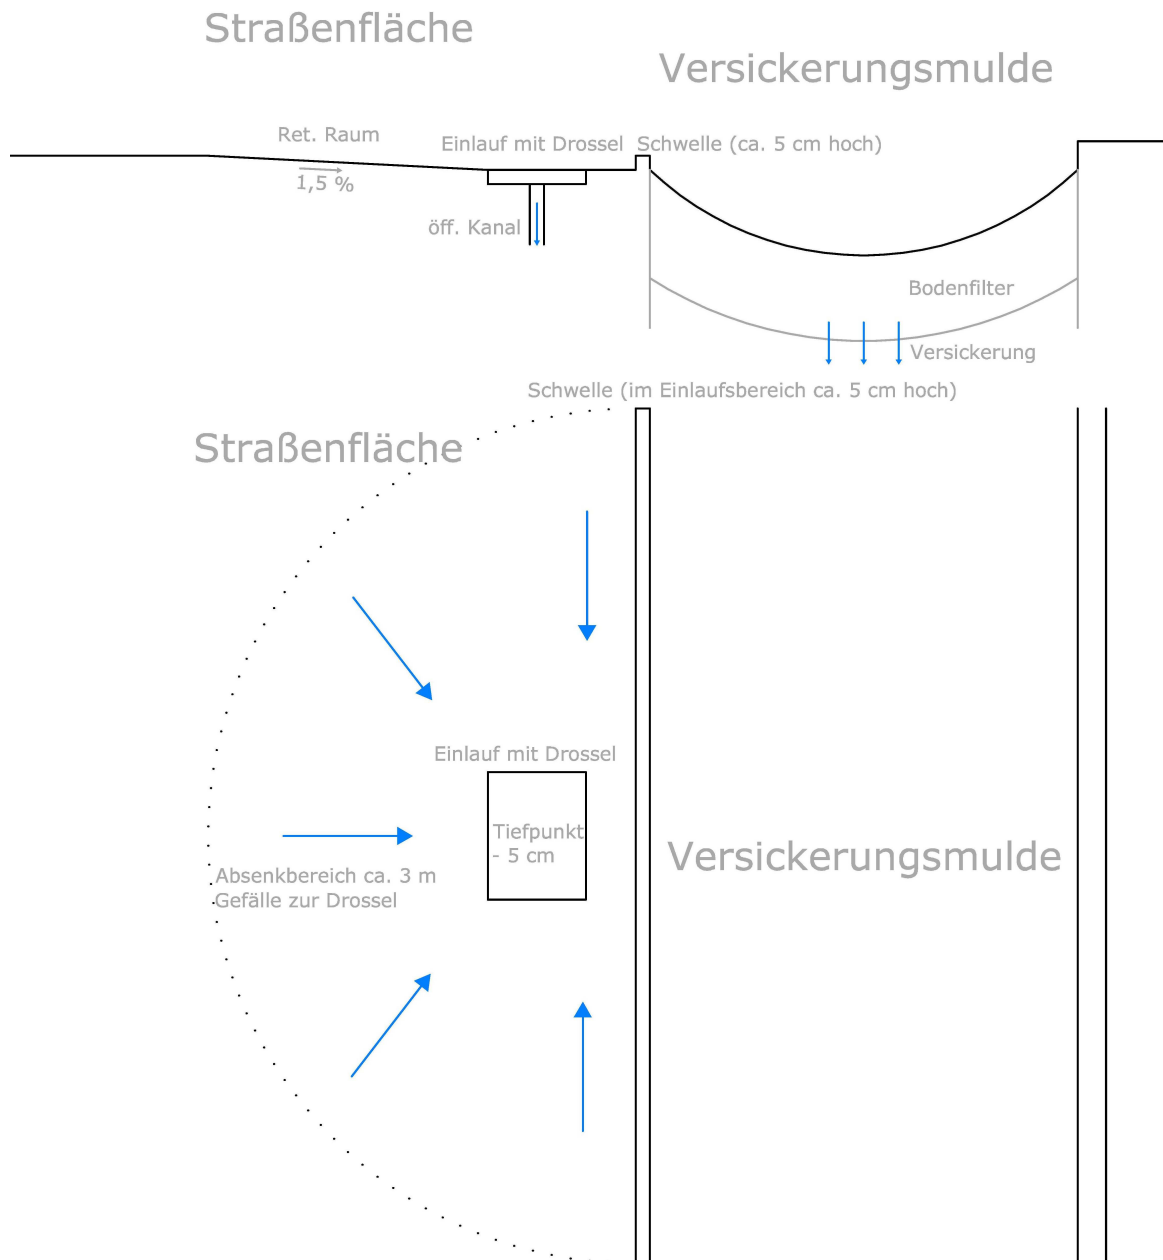 Straßenfläche
Versickerungsmulde
Ret. Raum
1,5 %
Einlauf mit Drossel
Schwelle (ca. 5 cm hoch)
öff. Kanal
Bodenfilter
Versickerung
Schwelle (im Einlaufsbereich ca. 5 cm hoch)
Straßenfläche
Einlauf mit Drossel
Tiefpunkt
- 5 cm
Versickerungsmulde
Absenkbereich ca. 3 m
Gefälle zur Drossel